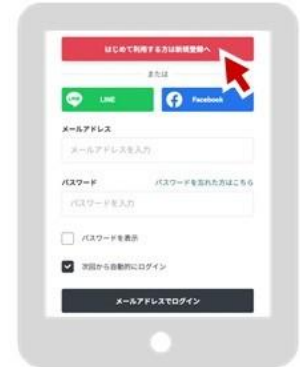 はじめて利用する方は新規登録へ
または
LINE
Facebook
メールアドレス
メールアドレスを入力
パスワード パスワードを忘れた方はこちら
パスワードを入力
パスワードを表示
次回から自動的にログイン
メールアドレスでログイン